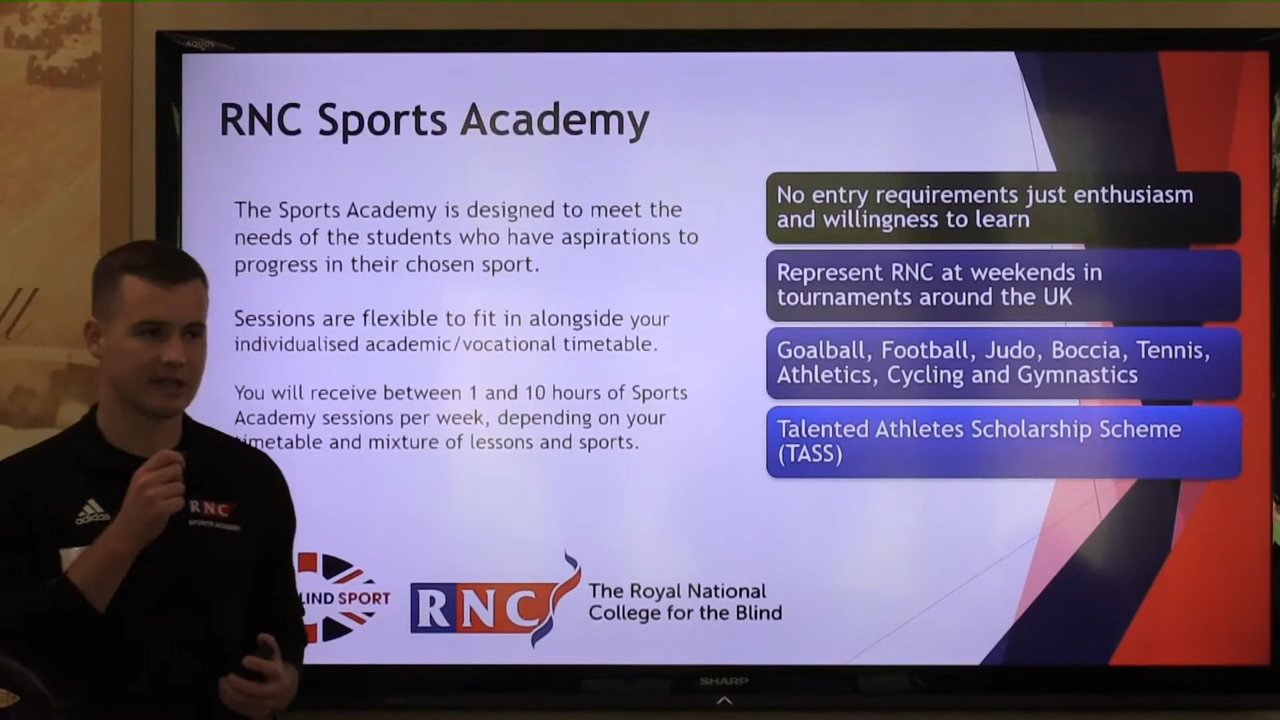 AQUOS
RNC Sports Academy
The Sports Academy is designed to meet the
needs of the students who have aspirations to
progress in their chosen sport.
Sessions are flexible to fit in alongside your
individualised academic/vocational timetable.
You will receive between 1 and 10 hours of Sports
Academy sessions per week, depending on your
timetable and mixture of lessons and sports.
No entry requirements just enthusiasm
and willingness to learn
Represent RNC at weekends in
tournaments around the UK
Goalball, Football, Judo, Boccia, Tennis,
Athletics, Cycling and Gymnastics
Talented Athletes Scholarship Scheme
(TASS)
adidas
RNC
SPORTS ACADEMY
LIND SPORT
RNC
The Royal National
College for the Blind
SHARP